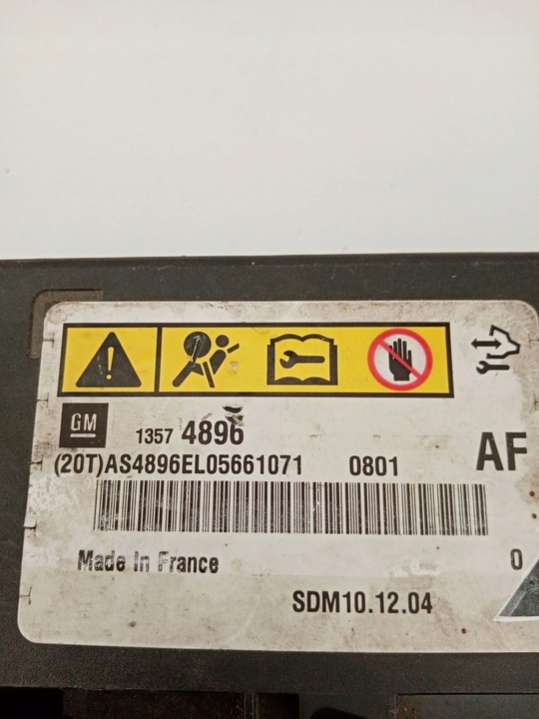 GM 1357 4896 AF
(20T)AS4896EL05661071 0801
Made In France 0
SDM10.12.04